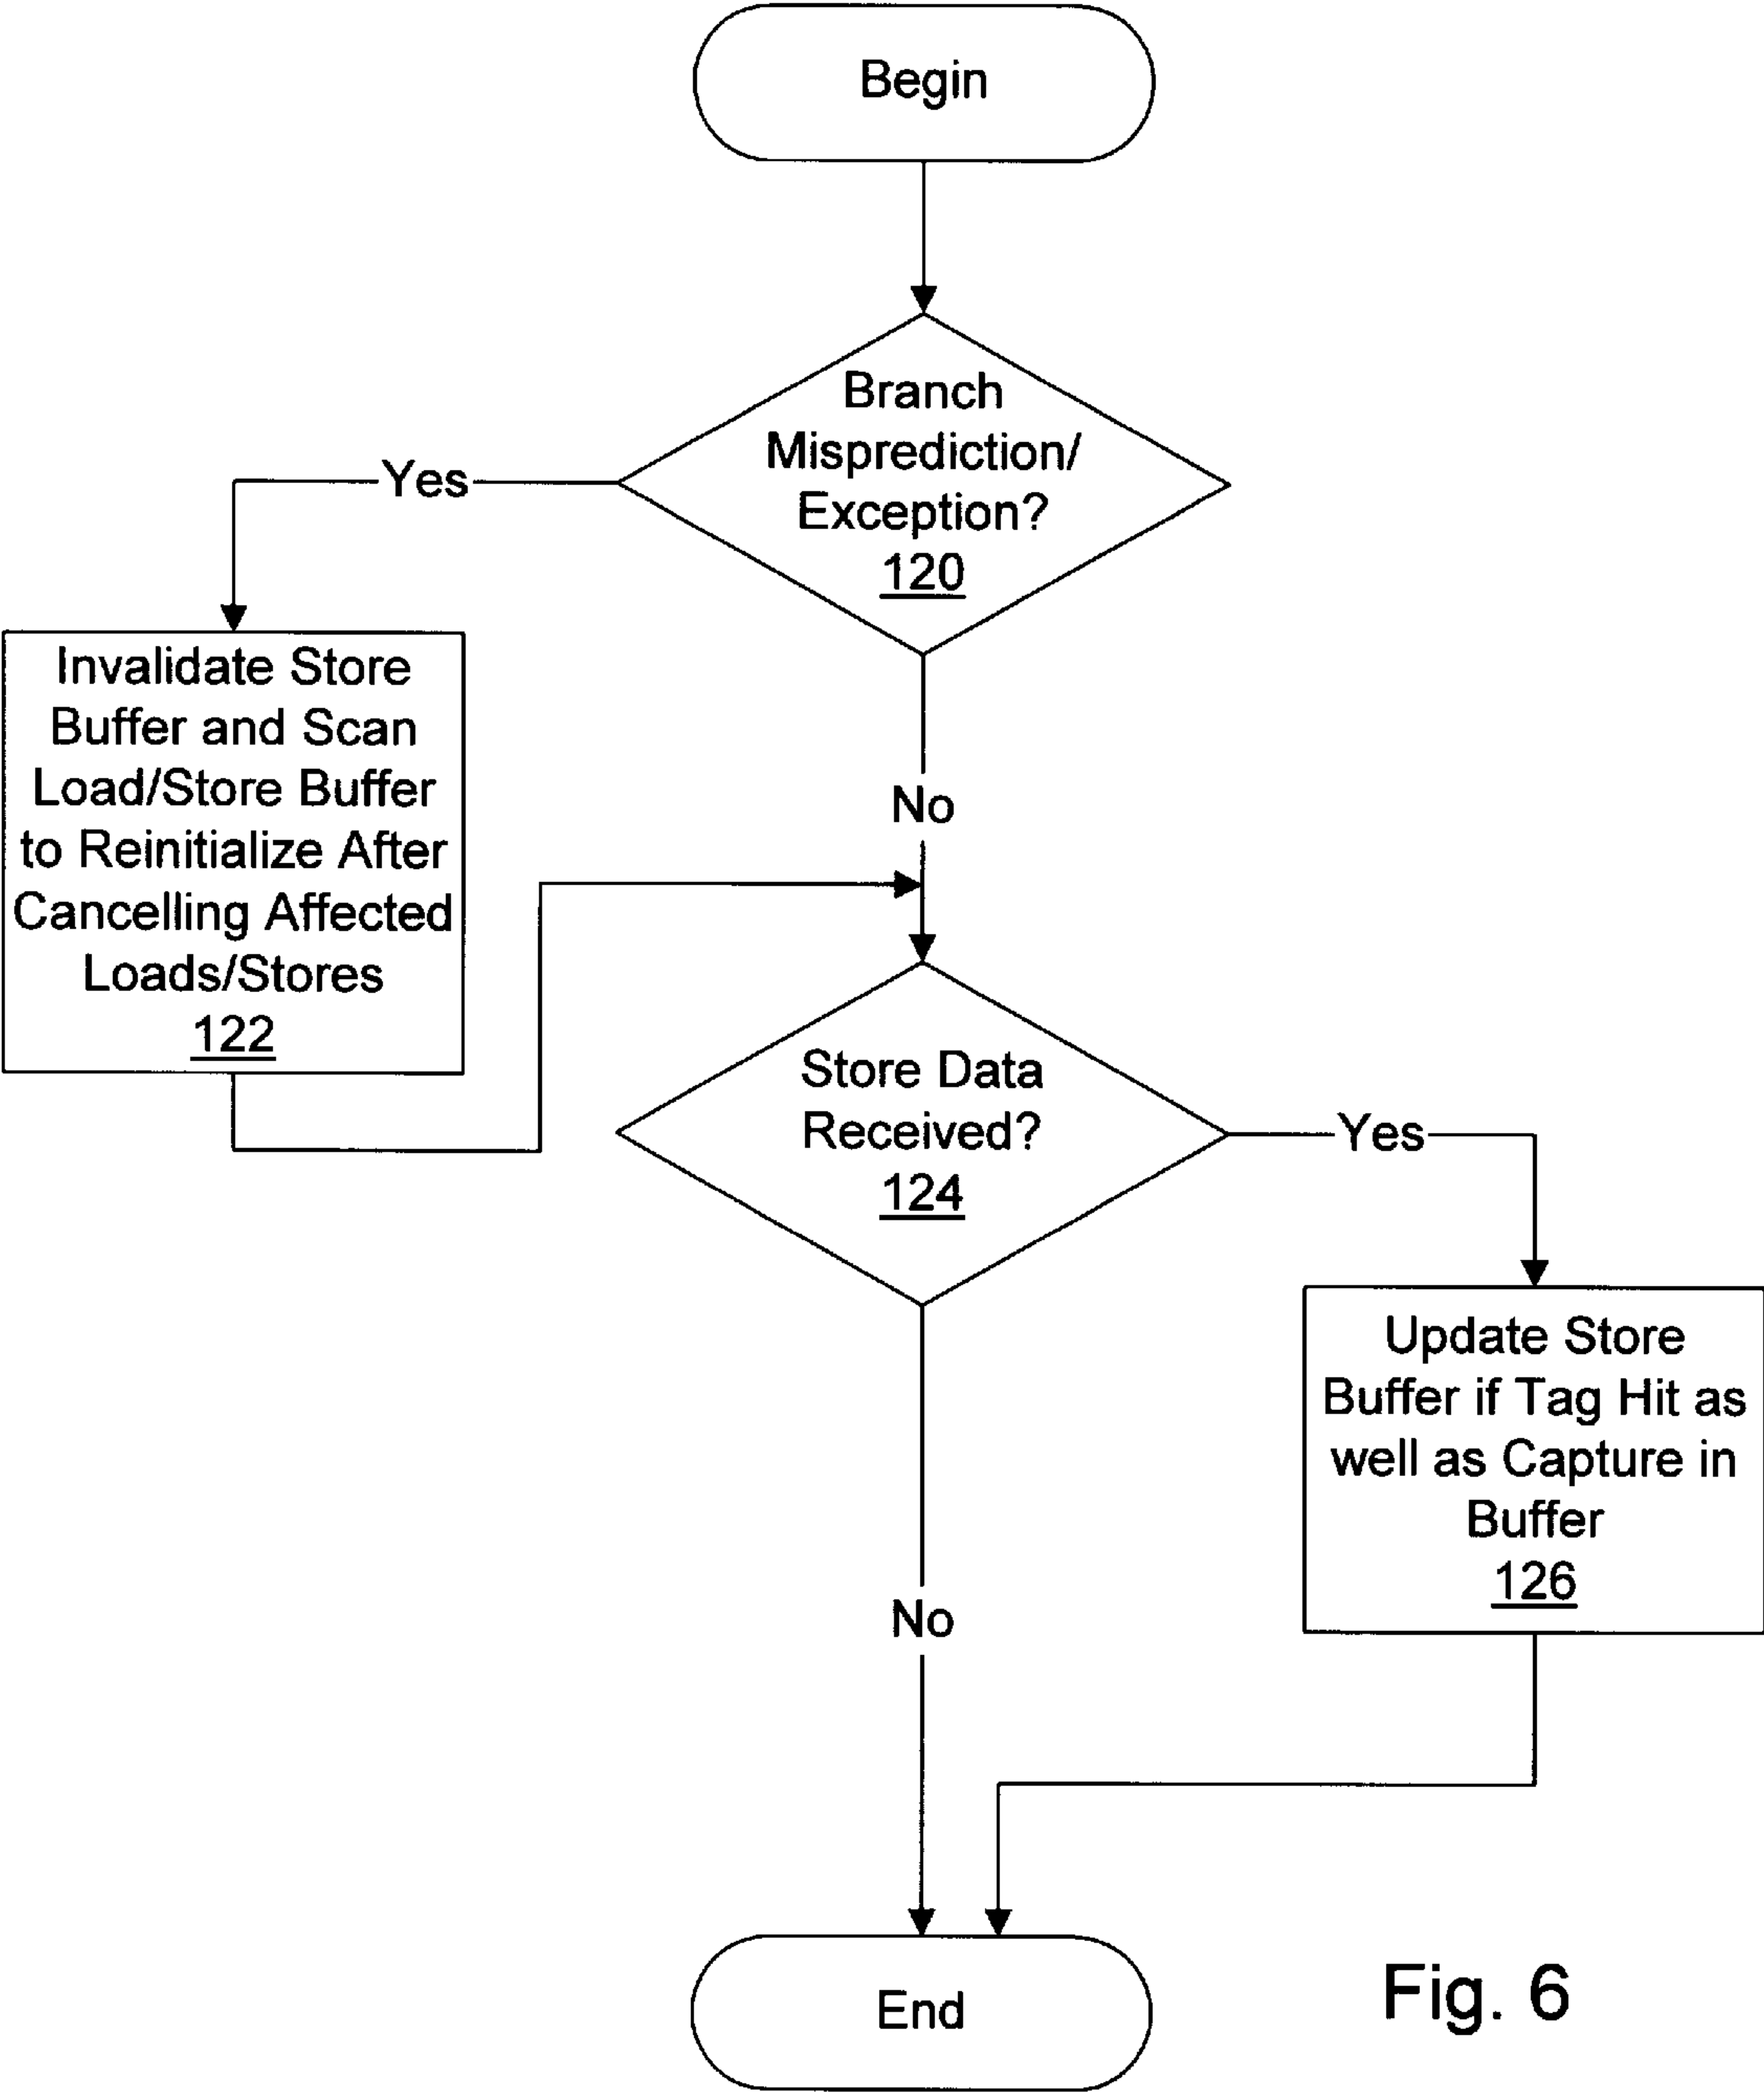 Begin
Branch
Misprediction/
Exception?
120
Yes
Invalidate Store
Buffer and Scan
Load/Store Buffer
to Reinitialize After
Cancelling Affected
Loads/Stores
122
No
Store Data
Received?
124
Yes
Update Store
Buffer if Tag Hit as
well as Capture in
Buffer
126
No
End
Fig. 6